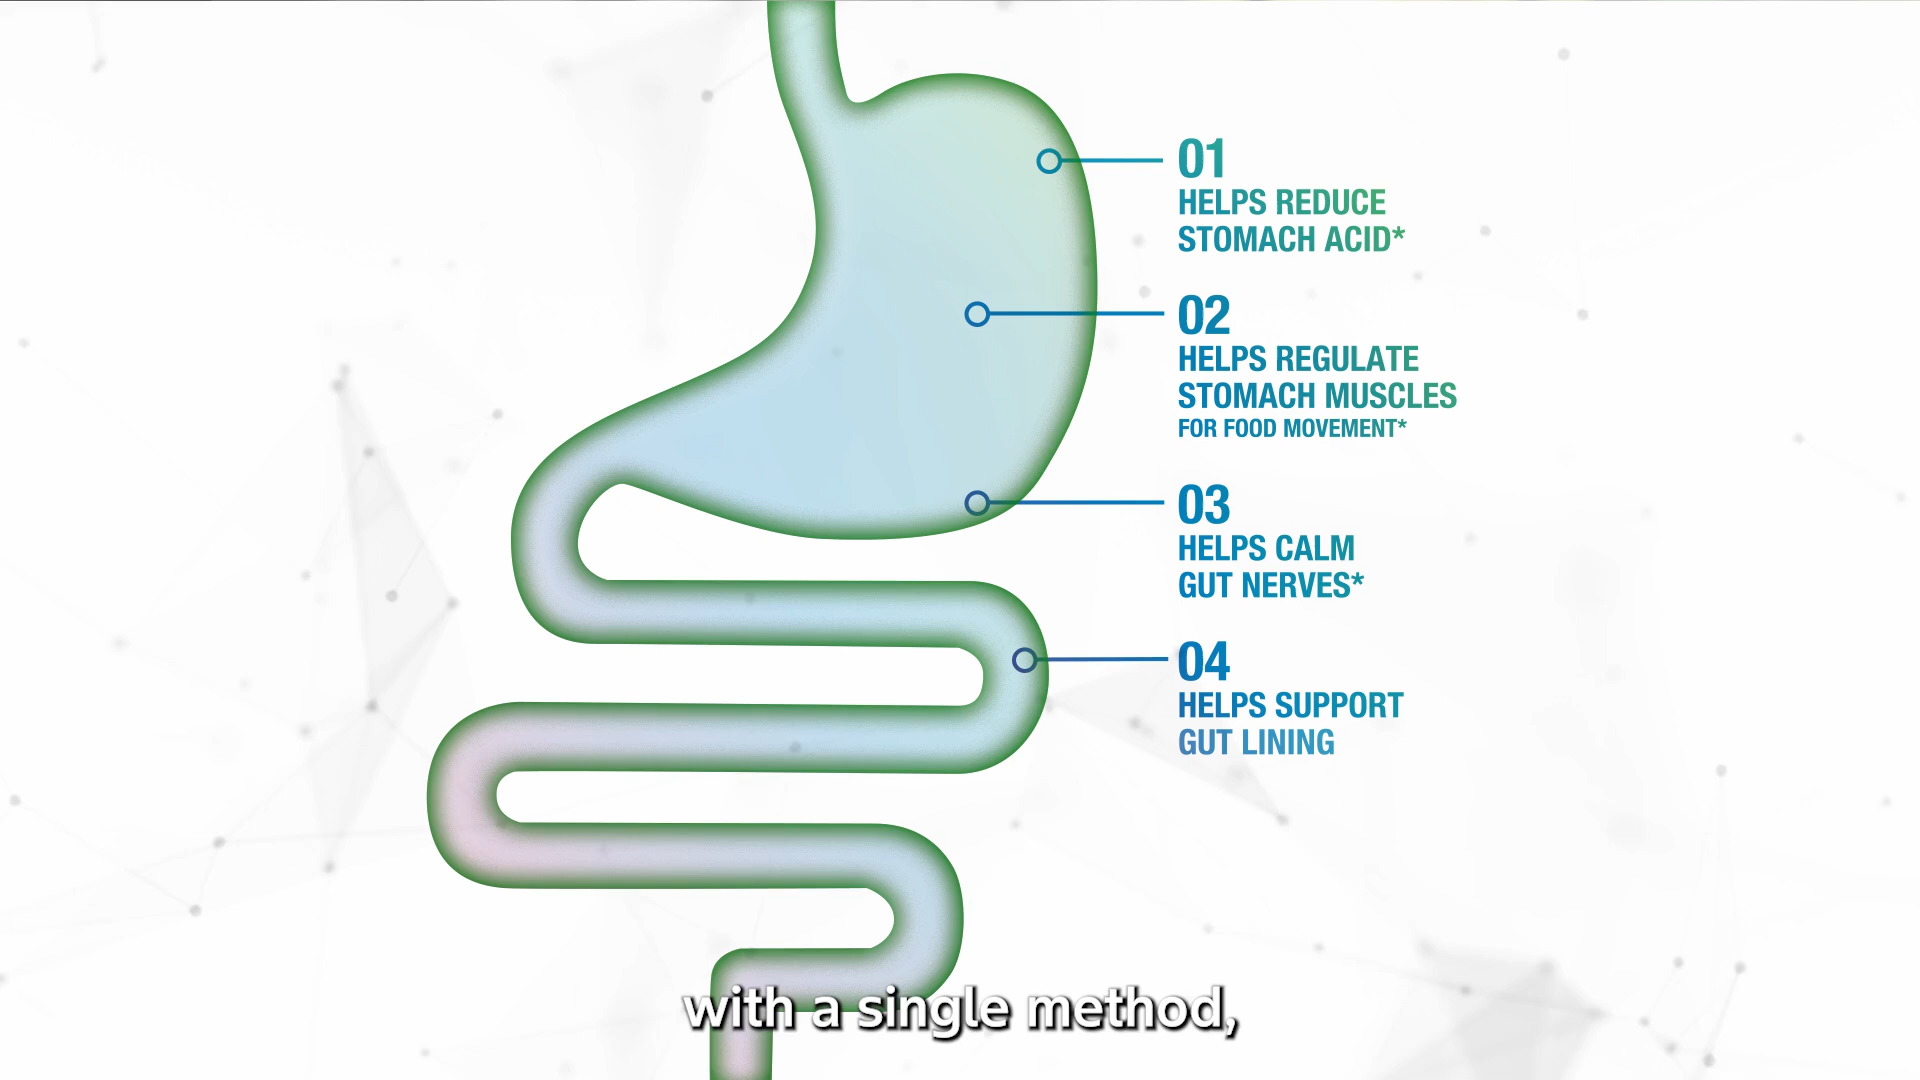 01
HELPS REDUCE
STOMACH ACID*
02
HELPS REGULATE
STOMACH MUSCLES
FOR FOOD MOVEMENT*
03
HELPS CALM
GUT NERVES*
04
HELPS SUPPORT
GUT LINING
with a single method,